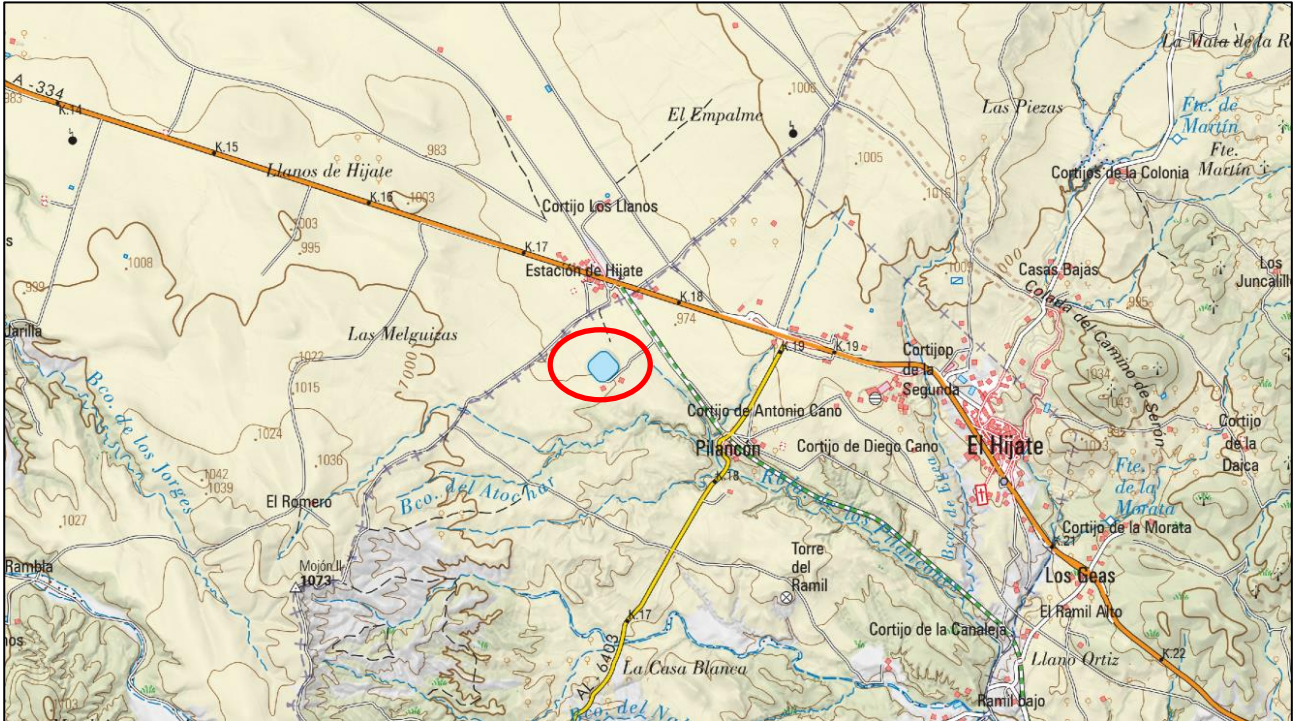 La Mata de la R
A-334
983
K.14
K.15
983
El Empalme
1006
Las Piezas
Fte. de
Martín
Fte.
Martín
Llanos de Hijate
1005
Cortijos de la Colonia
K.16
1003
1016
1003
995
Cortijo Los Llanos
K.17
1008
Estación de Hijate
1009
1000
Casas Bajas
Los
Juncalill
K.18
995
Colada del Camino de Serón
974
Jarilla
Las Melguizas
K.19
K.19
Cortijop
de la
Segunda
1022
1015
1000
1034
1043
Bco. de los Jorges
Cortijo de Antonio Cano
Cortijo
de la
Daica
1024
Pilancón
Cortijo de Diego Cano
El Hijate
1036
1042
1039
K.18
Bco. del Atochar
Fte.
de la
Morata
El Romero
1027
Cortijo de la Morata
K.21
Rambla
Mojón II
1073
Torre
del
Ramil
Los Geas
K.17
El Ramil Alto
Cortijo de la Canaleja
K.22
La Casa Blanca
Llano Ortiz
Ramil bajo